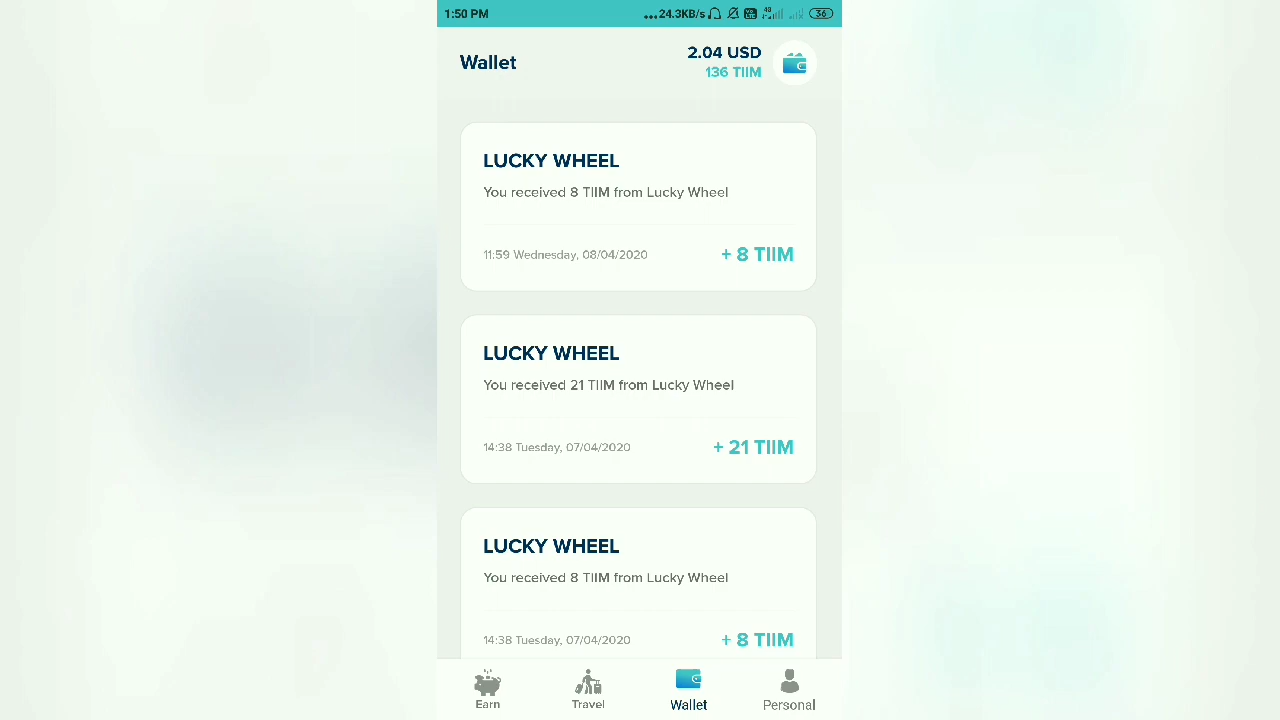 1:50 PM ...24.3KB/s 4G 36
Wallet 2.04 USD
136 TIIM
LUCKY WHEEL
You received 8 TIIM from Lucky Wheel
11:59 Wednesday, 08/04/2020 + 8 TIIM
LUCKY WHEEL
You received 21 TIIM from Lucky Wheel
14:38 Tuesday, 07/04/2020 + 21 TIIM
LUCKY WHEEL
You received 8 TIIM from Lucky Wheel
14:38 Tuesday, 07/04/2020 + 8 TIIM
Earn Travel Wallet Personal